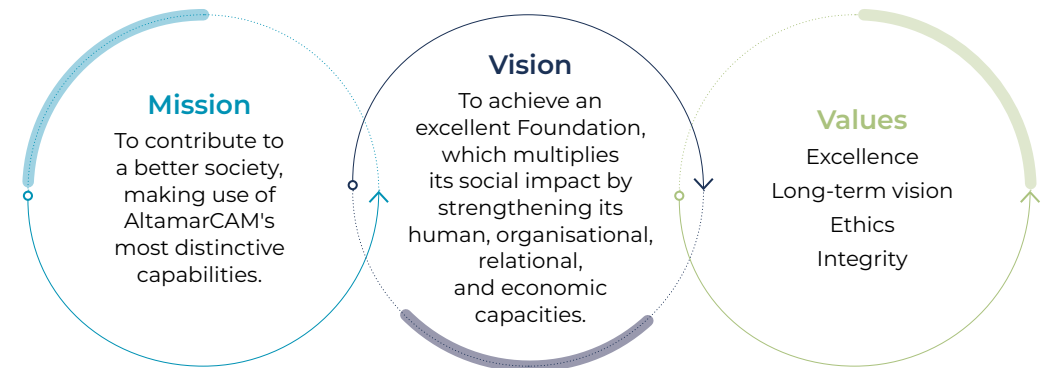 Mission
To contribute to
a better society,
making use of
AltamarCAM's
most distinctive
capabilities.
Vision
To achieve an
excellent Foundation,
which multiplies
its social impact by
strengthening its
human, organisational,
relational,
and economic
capacities.
Values
Excellence
Long-term vision
Ethics
Integrity